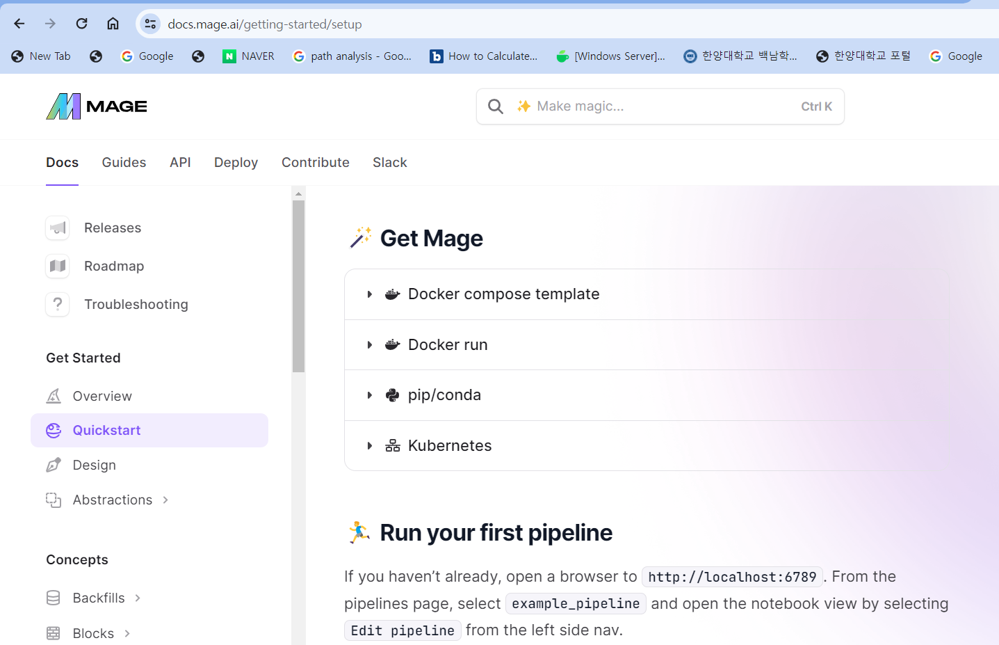 docs.mage.ai/getting-started/setup
New Tab
Google
NAVER
path analysis - Goo...
How to Calculate...
[Windows Server]...
한양대학교 백남학...
한양대학교 포털
Google
MAGE
Make magic...
Ctrl K
Docs
Guides
API
Deploy
Contribute
Slack
Releases
Roadmap
Troubleshooting
Get Started
Overview
Quickstart
Design
Abstractions
Concepts
Backfills
Blocks
Get Mage
Docker compose template
Docker run
pip/conda
Kubernetes
Run your first pipeline
If you haven’t already, open a browser to http://localhost:6789. From the
pipelines page, select example_pipeline and open the notebook view by selecting
Edit pipeline from the left side nav.